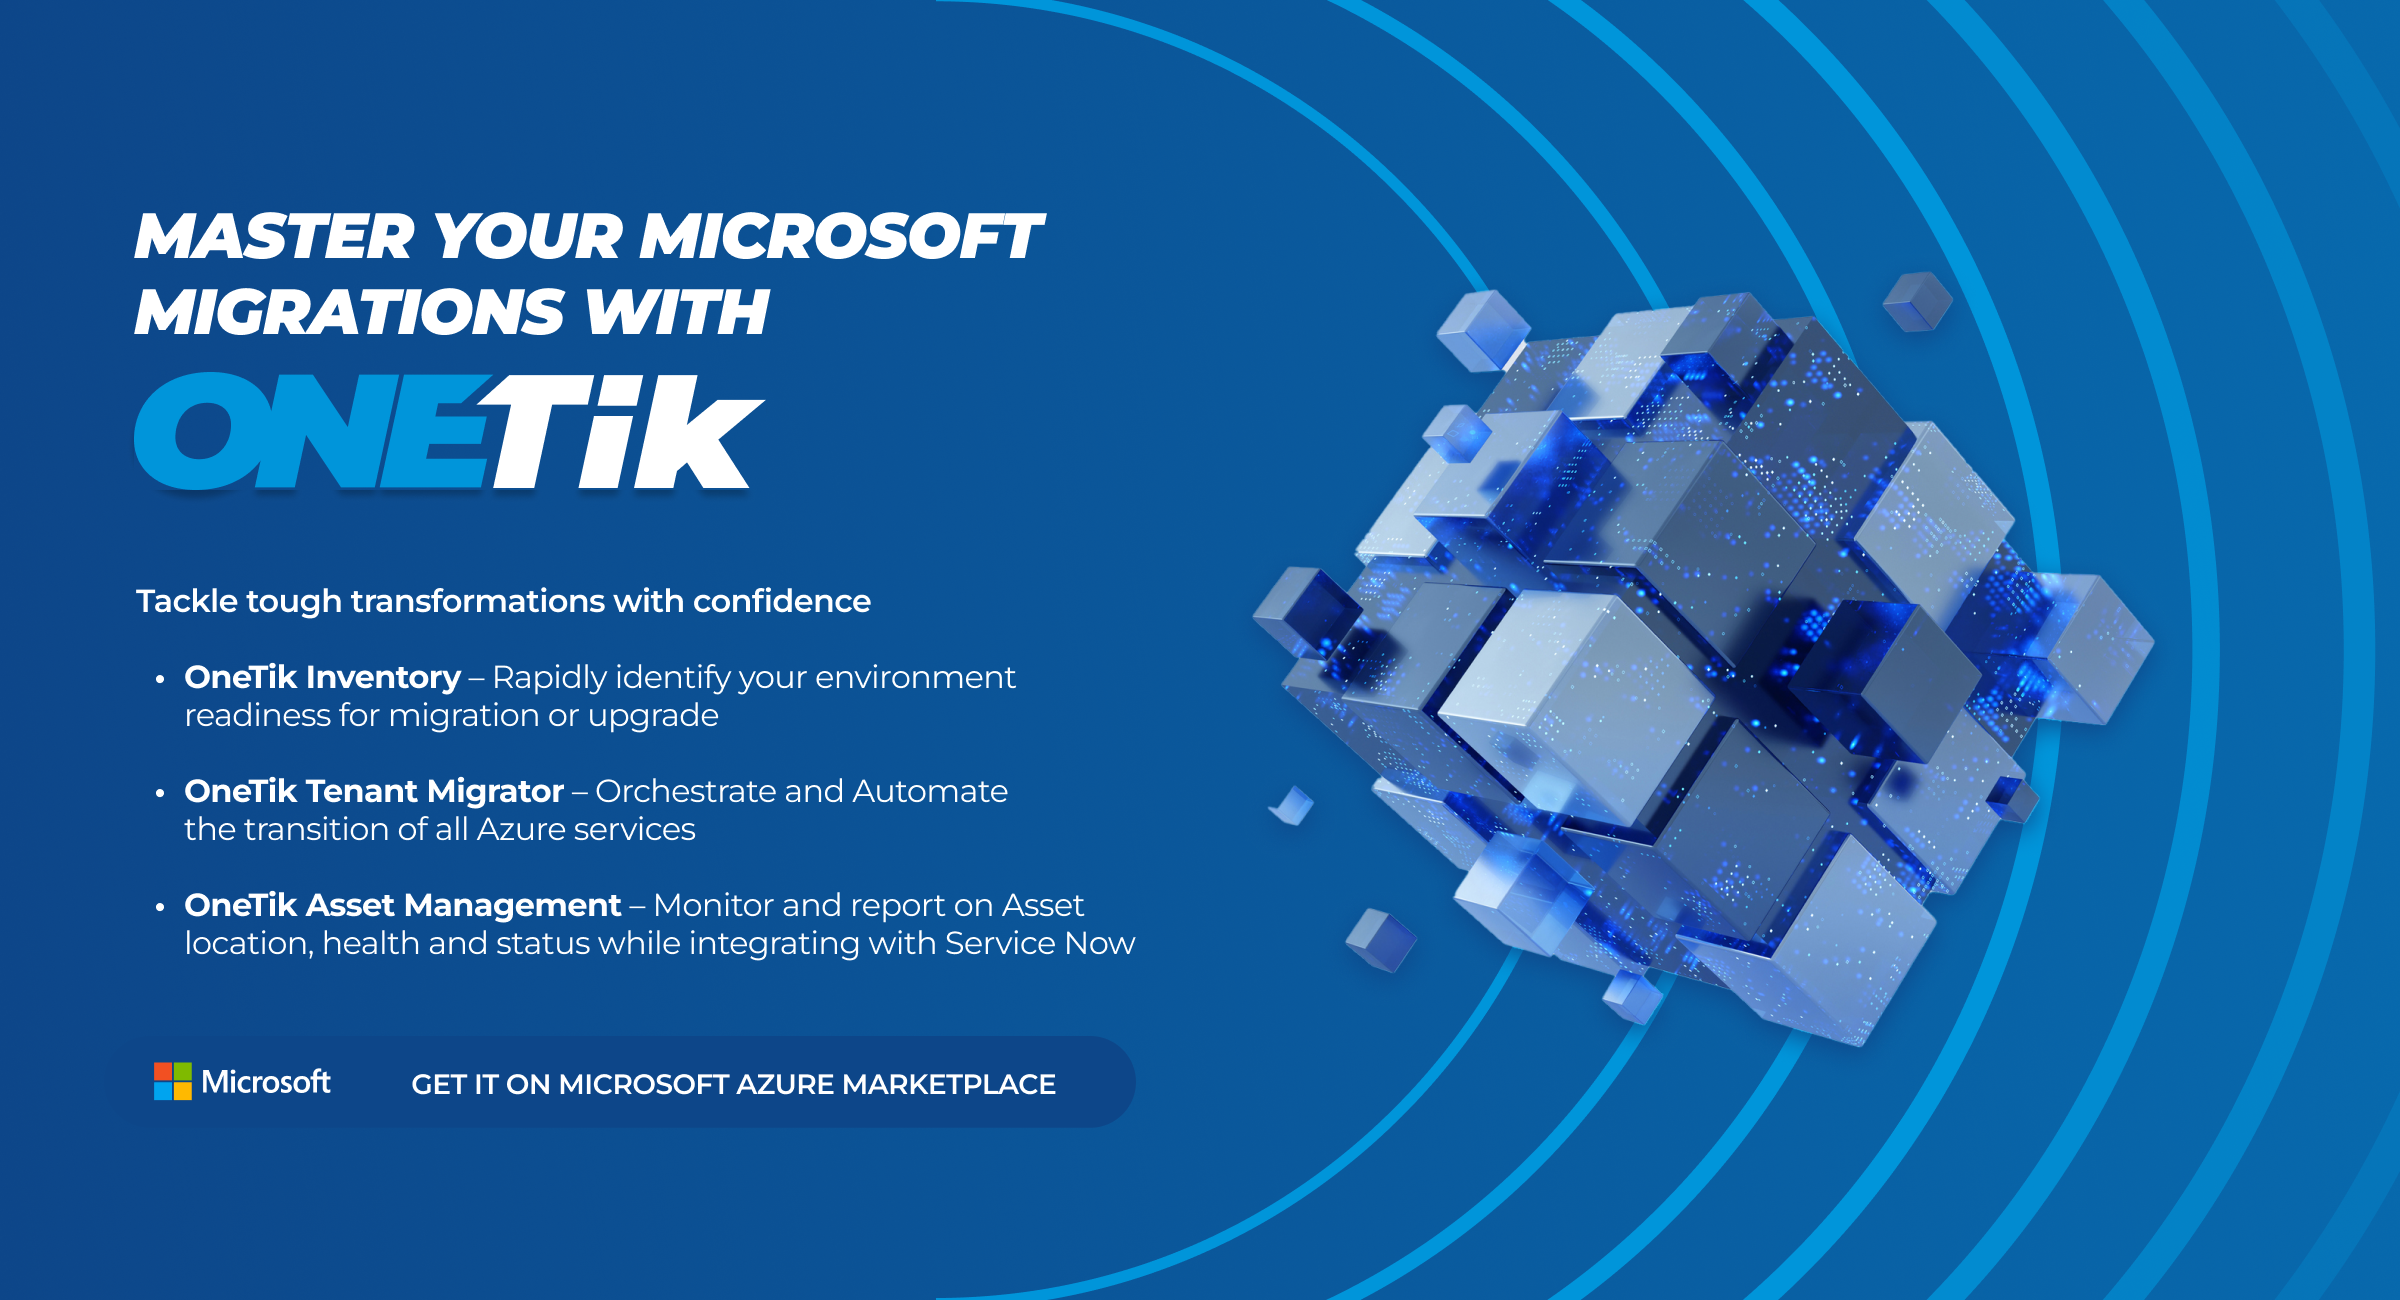 MASTER YOUR MICROSOFT
MIGRATIONS WITH
ONETik
Tackle tough transformations with confidence
• OneTik Inventory – Rapidly identify your environment
readiness for migration or upgrade
• OneTik Tenant Migrator – Orchestrate and Automate
the transition of all Azure services
• OneTik Asset Management – Monitor and report on Asset
location, health and status while integrating with Service Now
Microsoft GET IT ON MICROSOFT AZURE MARKETPLACE